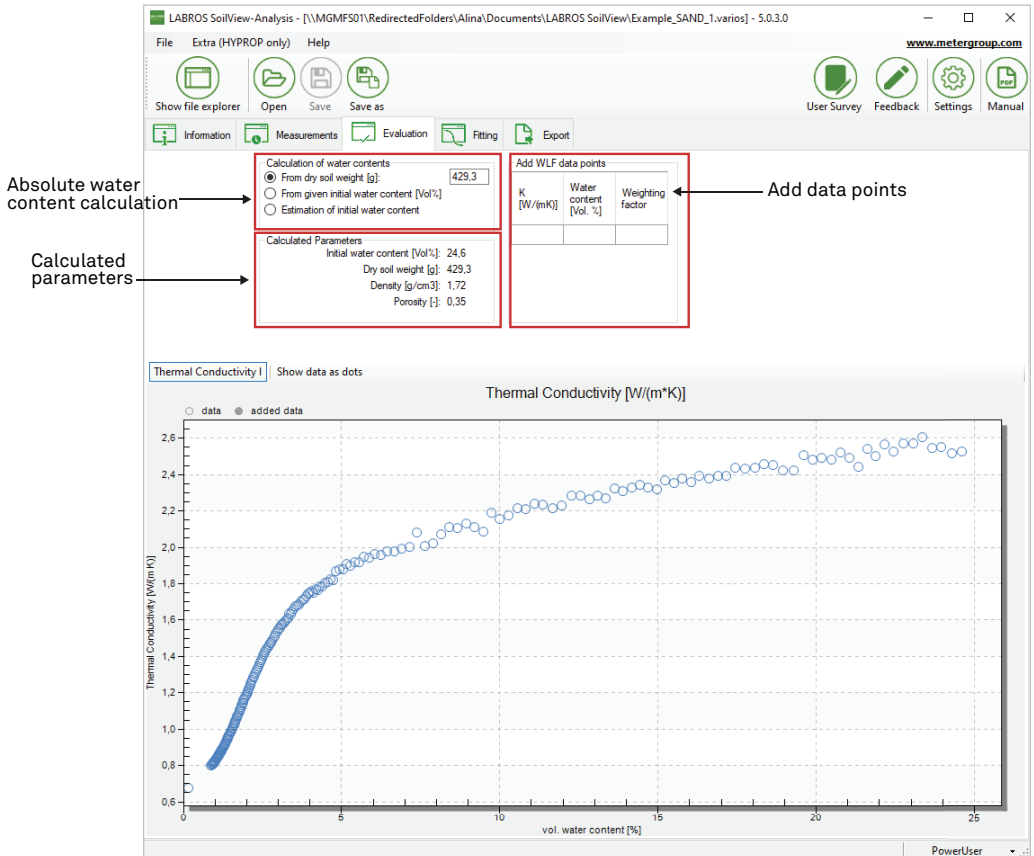 LABROS SoilView-Analysis - [\\MGMFS01\RedirectedFolders\Alina\Documents\LABROS SoilView\Example_SAND_1.varios] - 5.0.3.0
File Extra (HYPROP only) Help
www.metergroup.com
Show file explorer Open Save Save as
User Survey Feedback Settings Manual
PDF
Information Measurements Evaluation Fitting Export
Absolute water
content calculation
Calculation of water contents
From dry soil weight [g]: 429,3
From given initial water content [Vol%]
Estimation of initial water content
Add WLF data points
K
[W/(mK)]
Water
content
[Vol. %]
Weighting
factor
Add data points
Calculated
parameters
Calculated Parameters
Initial water content [Vol%]: 24,6
Dry soil weight [g]: 429,3
Density [g/cm3]: 1,72
Porosity [-]: 0,35
Thermal Conductivity I Show data as dots
Thermal Conductivity [W/(m*K)]
data added data
Thermal Conductivity [W/(m K)]
2,6
2,4
2,2
2,0
1,8
1,6
1,4
1,2
1,0
0,8
0,6
0 5 10 15 20 25
vol. water content [%]
PowerUser